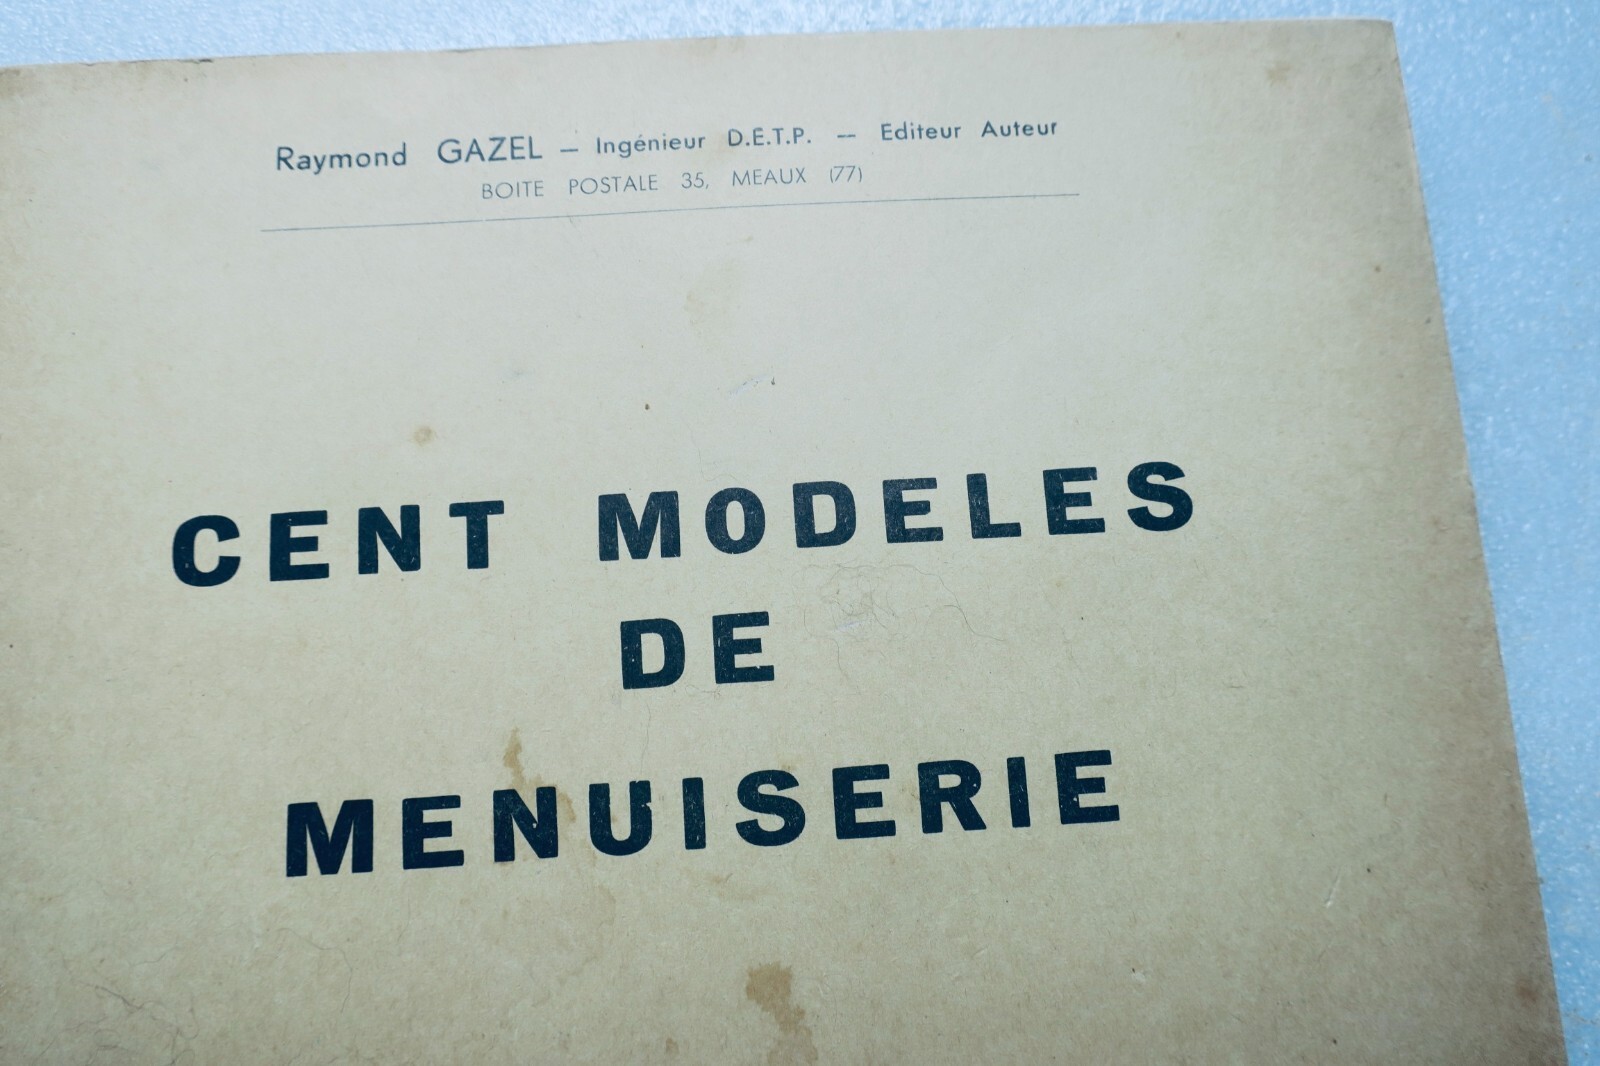 Raymond GAZEL — Ingénieur D.E.T.P. — Editeur Auteur
BOITE POSTALE 35, MEAUX (77)
CENT MODELES
DE
MENUISERIE